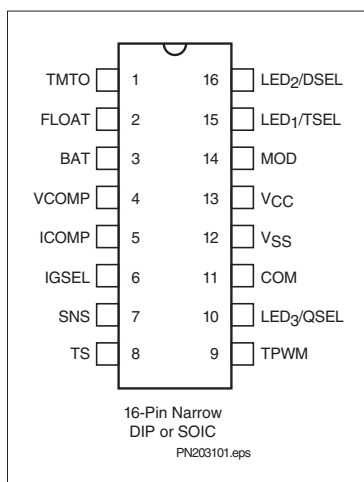 TMTO 1 16 LED2/DSEL
FLOAT 2 15 LED1/TSEL
BAT 3 14 MOD
VCOMP 4 13 VCC
ICOMP 5 12 VSS
IGSEL 6 11 COM
SNS 7 10 LED3/QSEL
TS 8 9 TPWM
16-Pin Narrow
DIP or SOIC
PN203101.eps